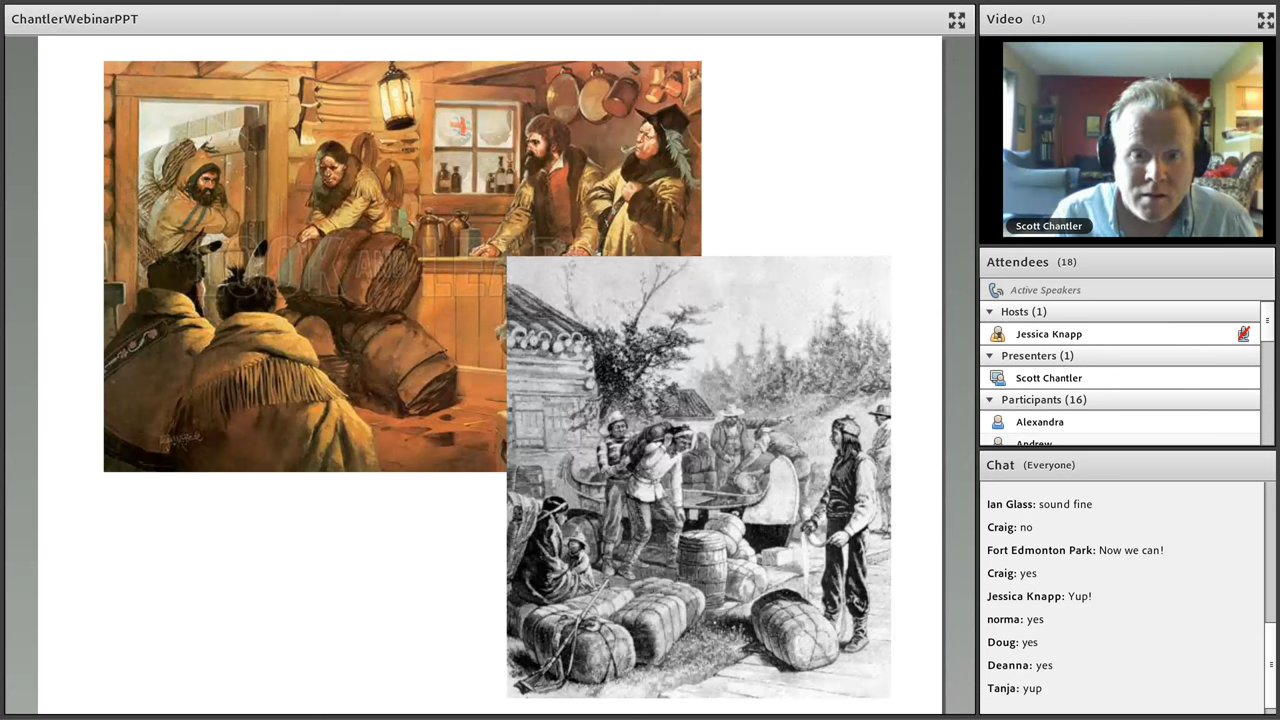 ChantlerWebinarPPT
Video (1)
Scott Chantler
Attendees (18)
Active Speakers
Hosts (1)
Jessica Knapp
Presenters (1)
Scott Chantler
Participants (16)
Alexandra
Andrew
Chat (Everyone)
Ian Glass: sound fine
Craig: no
Fort Edmonton Park: Now we can!
Craig: yes
Jessica Knapp: Yup!
norma: yes
Doug: yes
Deanna: yes
Tanja: yup